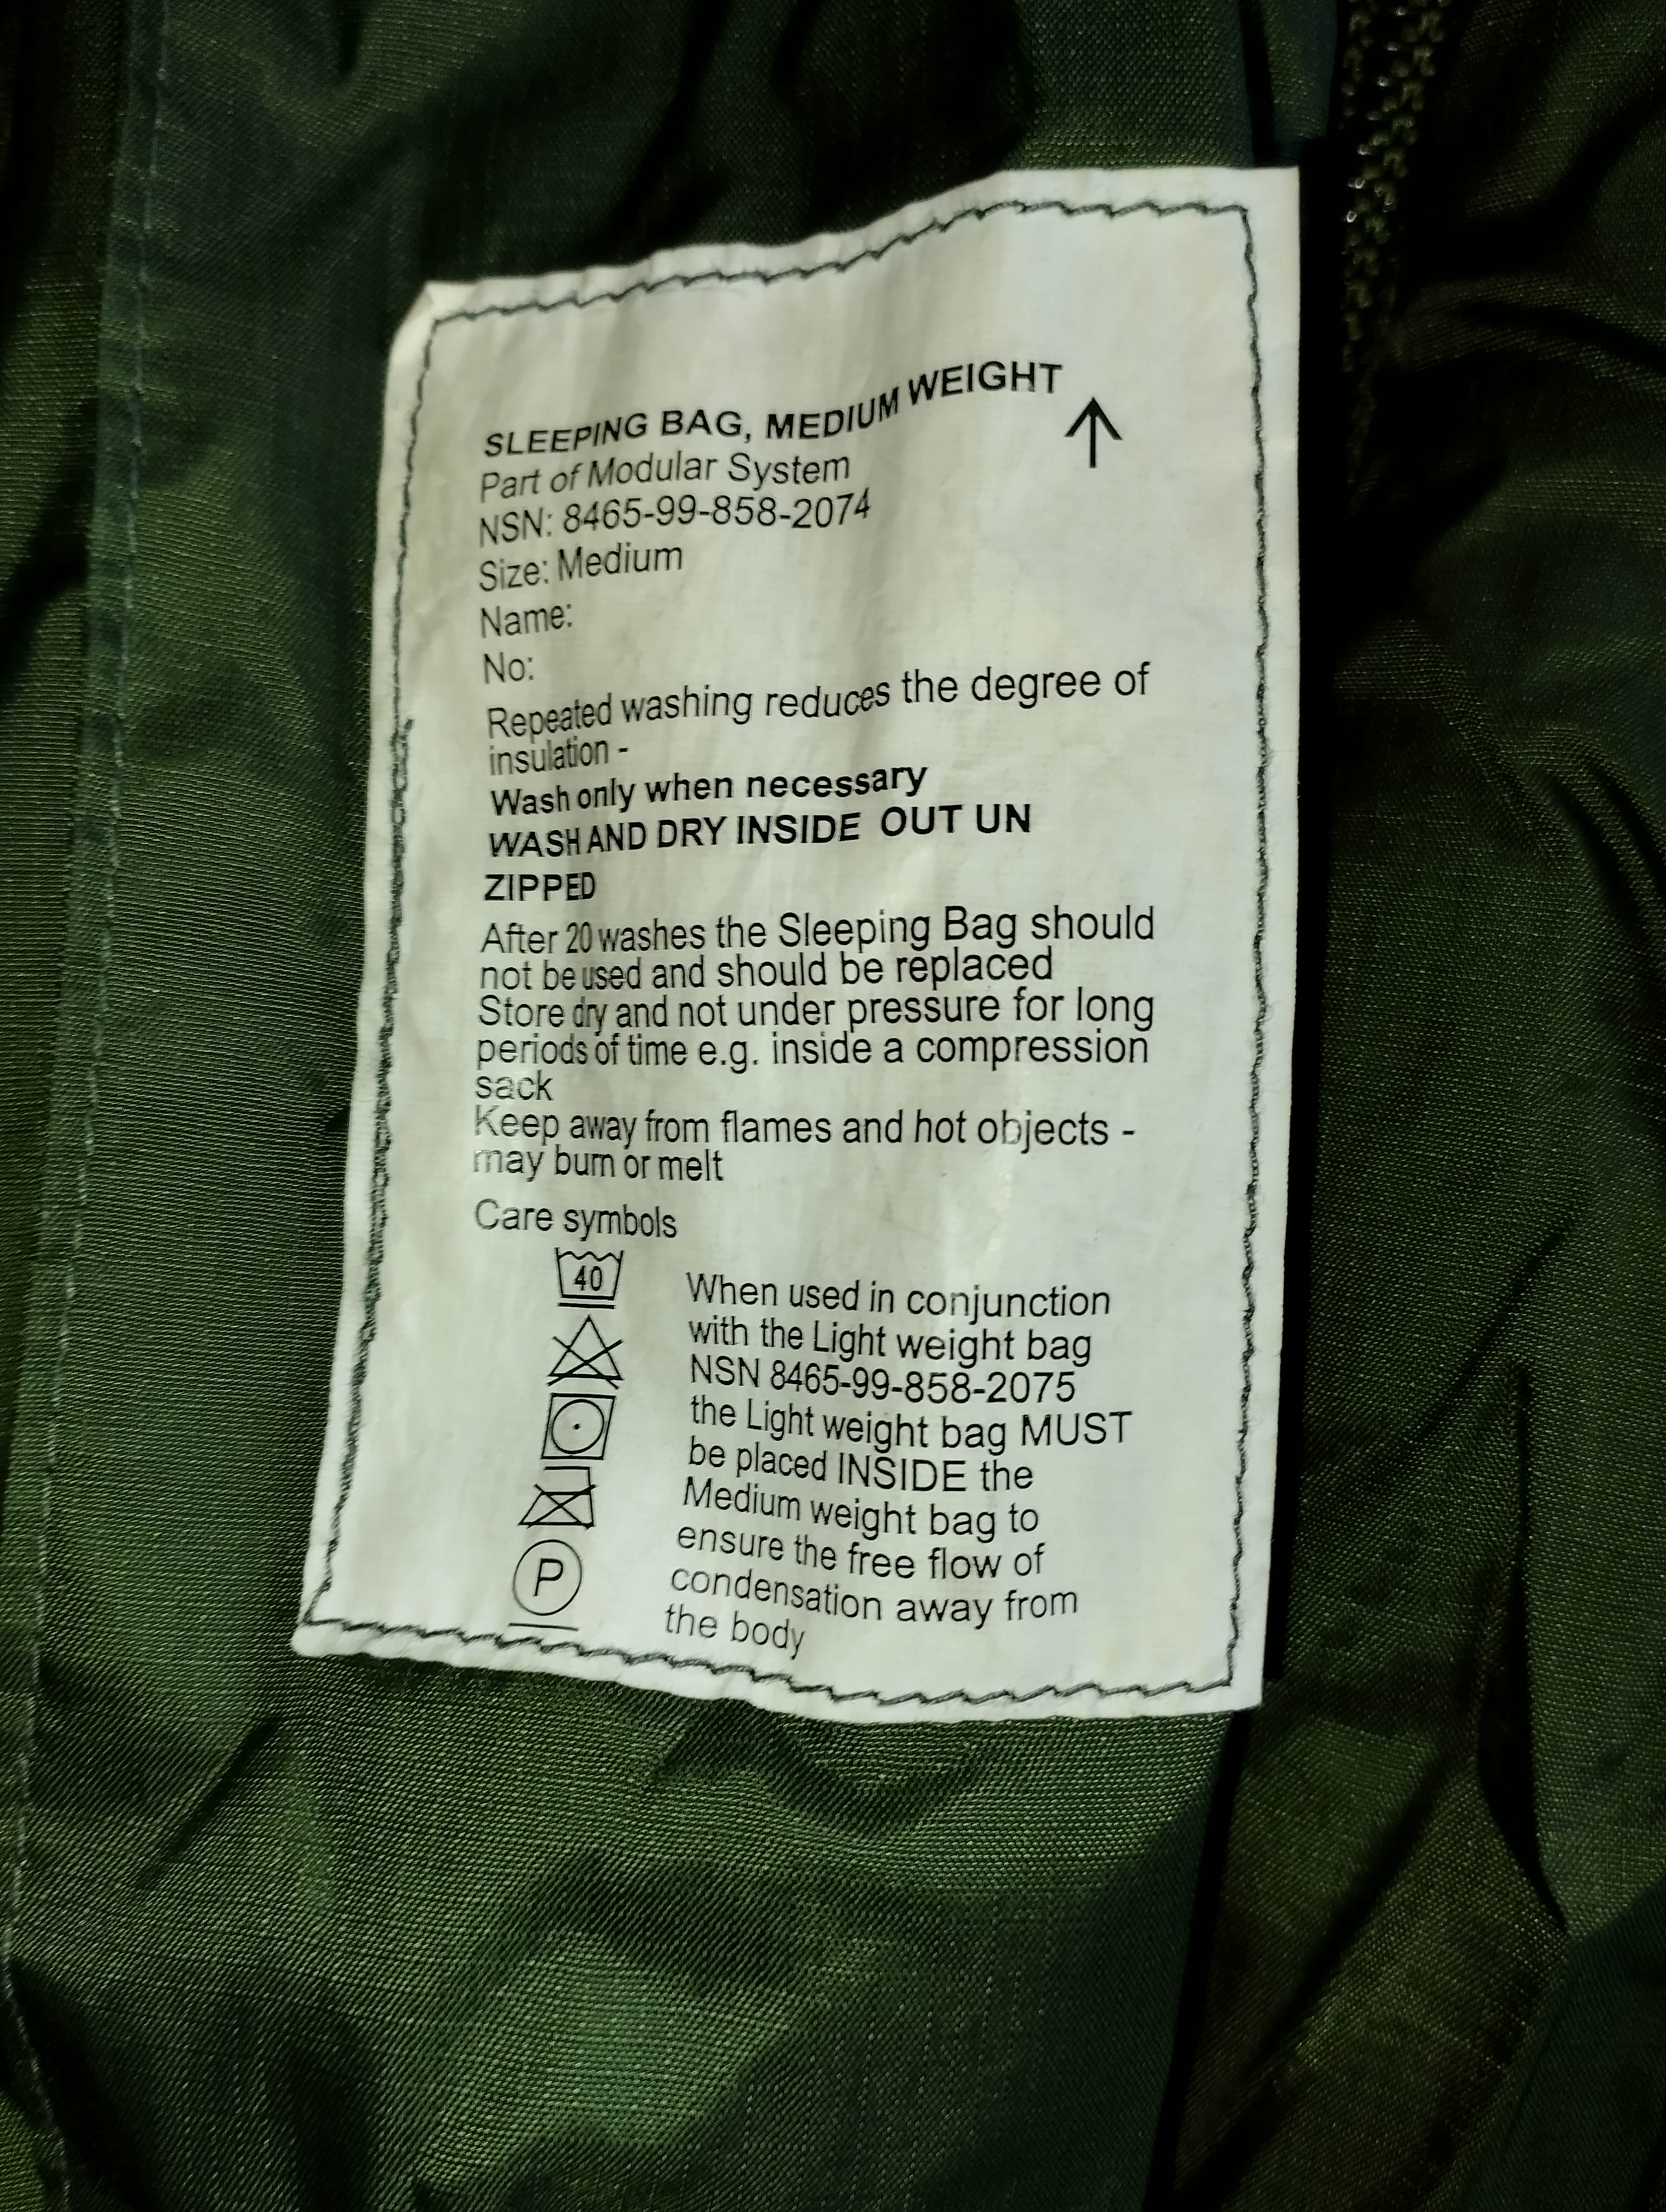 SLEEPING BAG, MEDIUM WEIGHT
Part of Modular System
NSN: 8465-99-858-2074
Size: Medium
Name:
No:
Repeated washing reduces the degree of
insulation -
Wash only when necessary
WASH AND DRY INSIDE OUT UN
ZIPPED
After 20 washes the Sleeping Bag should
not be used and should be replaced
Store dry and not under pressure for long
periods of time e.g. inside a compression
sack
Keep away from flames and hot objects -
may burn or melt
Care symbols
40
P
When used in conjunction
with the Light weight bag
NSN 8465-99-858-2075
the Light weight bag MUST
be placed INSIDE the
Medium weight bag to
ensure the free flow of
condensation away from
the body